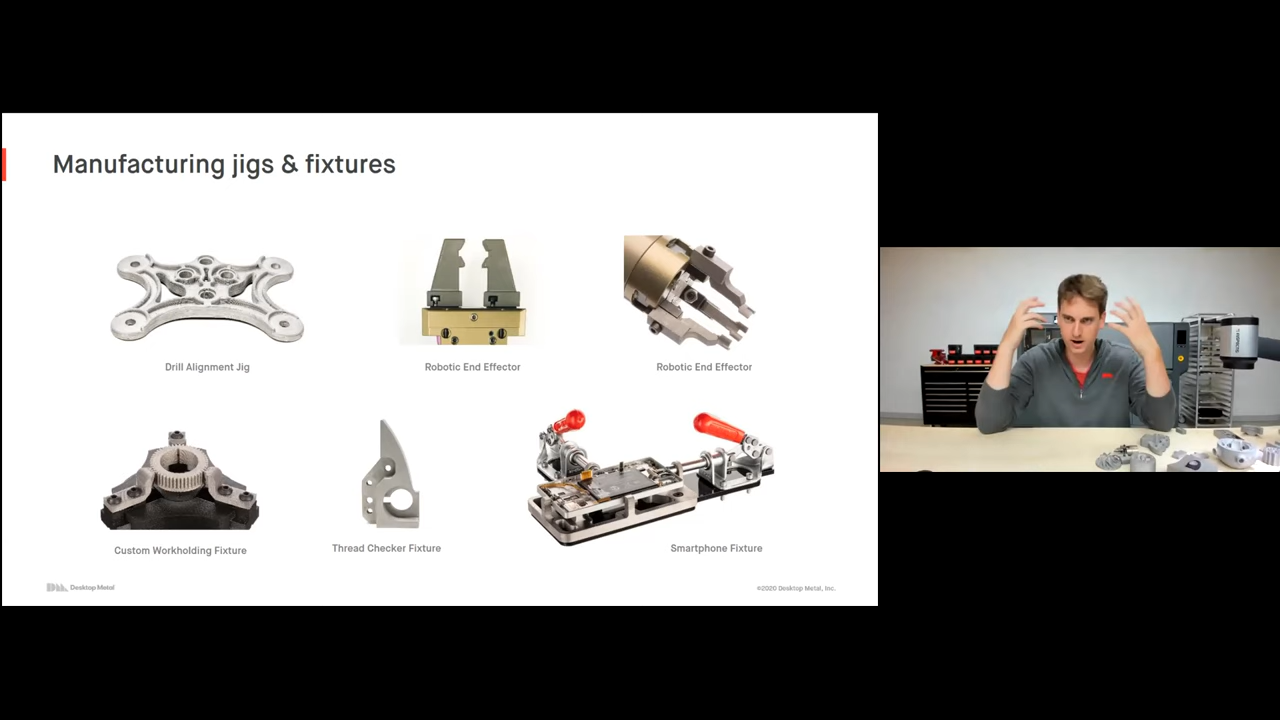 Manufacturing jigs & fixtures
Drill Alignment Jig
Robotic End Effector
Robotic End Effector
Custom Workholding Fixture
Thread Checker Fixture
Smartphone Fixture
Desktop Metal
©2020 Desktop Metal, Inc.